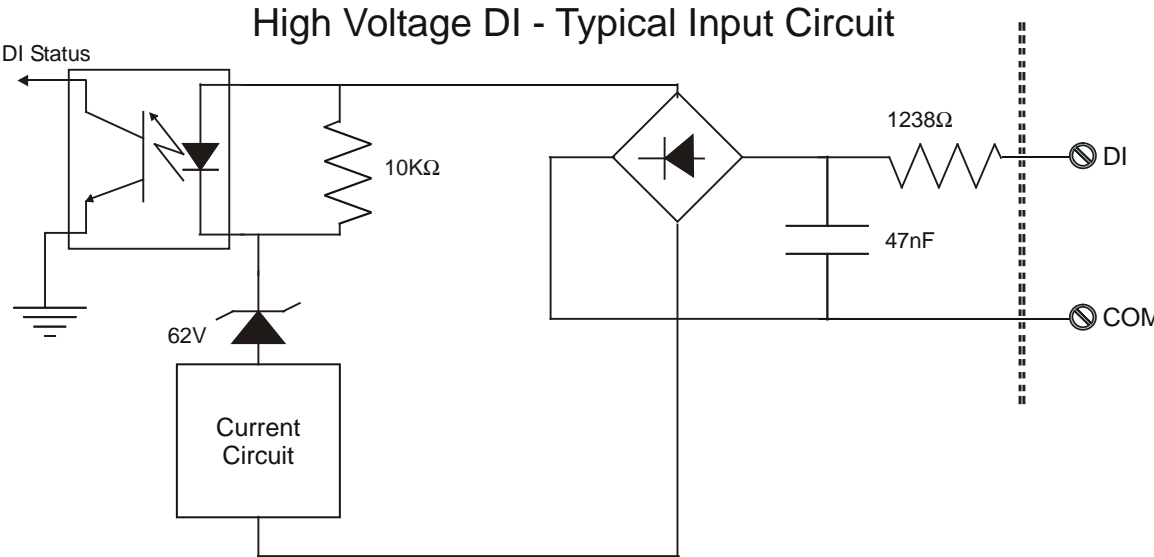 High Voltage DI - Typical Input Circuit
DI Status
1238Ω
DI
10KΩ
47nF
COM
62V
Current
Circuit